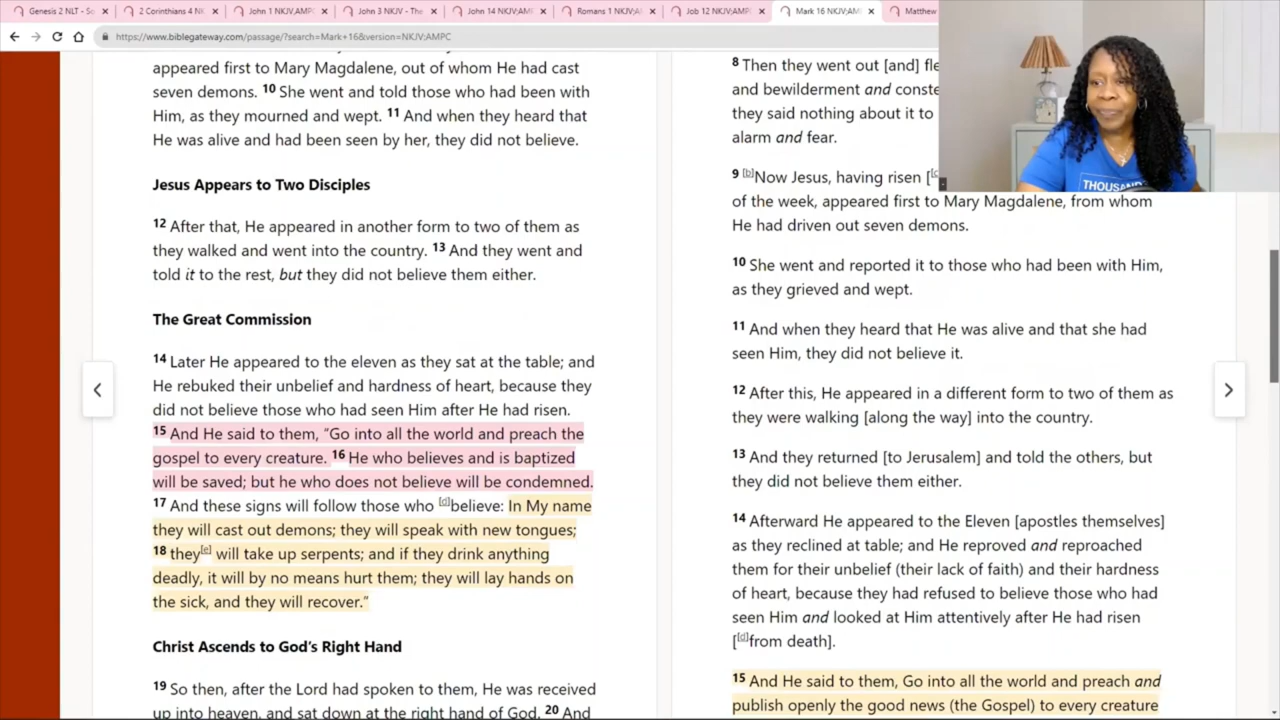 Genesis 2 NLT - So
2 Corinthians 4 NK
John 1 NKJV,AMPC
John 3 NKJV - The
John 14 NKJV,AMPC
Romans 1 NKJV,AM
Job 12 NKJV;AMPC
Mark 16 NKJV;AM
Matthew
https://www.biblegateway.com/passage/?search=Mark+16&version=NKJV;AMPC
appeared first to Mary Magdalene, out of whom He had cast
seven demons. 10 She went and told those who had been with
Him, as they mourned and wept. 11 And when they heard that
He was alive and had been seen by her, they did not believe.
Jesus Appears to Two Disciples
12 After that, He appeared in another form to two of them as
they walked and went into the country. 13 And they went and
told it to the rest, but they did not believe them either.
The Great Commission
14 Later He appeared to the eleven as they sat at the table; and
He rebuked their unbelief and hardness of heart, because they
did not believe those who had seen Him after He had risen.
15 And He said to them, “Go into all the world and preach the
gospel to every creature. 16 He who believes and is baptized
will be saved; but he who does not believe will be condemned.
17 And these signs will follow those who [d]believe: In My name
they will cast out demons; they will speak with new tongues;
18 they[e] will take up serpents; and if they drink anything
deadly, it will by no means hurt them; they will lay hands on
the sick, and they will recover.”
Christ Ascends to God’s Right Hand
19 So then, after the Lord had spoken to them, He was received
up into heaven, and sat down at the right hand of God. 20 And
8 Then they went out [and] fle
and bewilderment and conste
they said nothing about it to
alarm and fear.
9 [b]Now Jesus, having risen [c
of the week, appeared first to Mary Magdalene, from whom
He had driven out seven demons.
10 She went and reported it to those who had been with Him,
as they grieved and wept.
11 And when they heard that He was alive and that she had
seen Him, they did not believe it.
12 After this, He appeared in a different form to two of them as
they were walking [along the way] into the country.
13 And they returned [to Jerusalem] and told the others, but
they did not believe them either.
14 Afterward He appeared to the Eleven [apostles themselves]
as they reclined at table; and He reproved and reproached
them for their unbelief (their lack of faith) and their hardness
of heart, because they had refused to believe those who had
seen Him and looked at Him attentively after He had risen
[[d]from death].
15 And He said to them, Go into all the world and preach and
publish openly the good news (the Gospel) to every creature
THOUSAND